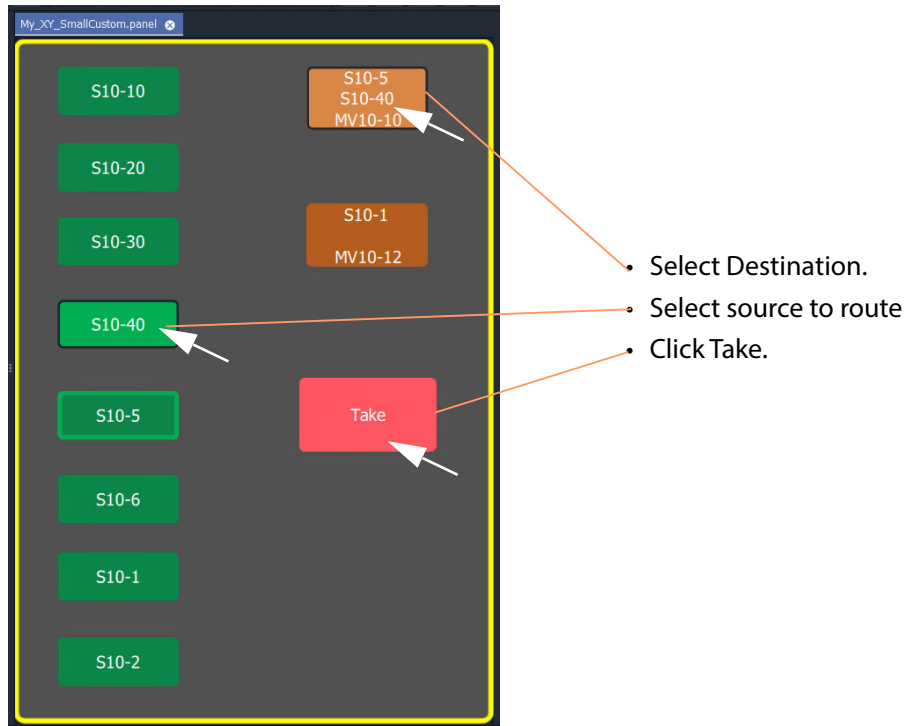 My_XY_SmallCustom.panel
S10-10
S10-20
S10-30
S10-40
S10-5
S10-6
S10-1
S10-2
S10-5
S10-40
MV10-10
S10-1
MV10-12
Take
• Select Destination.
• Select source to route
• Click Take.